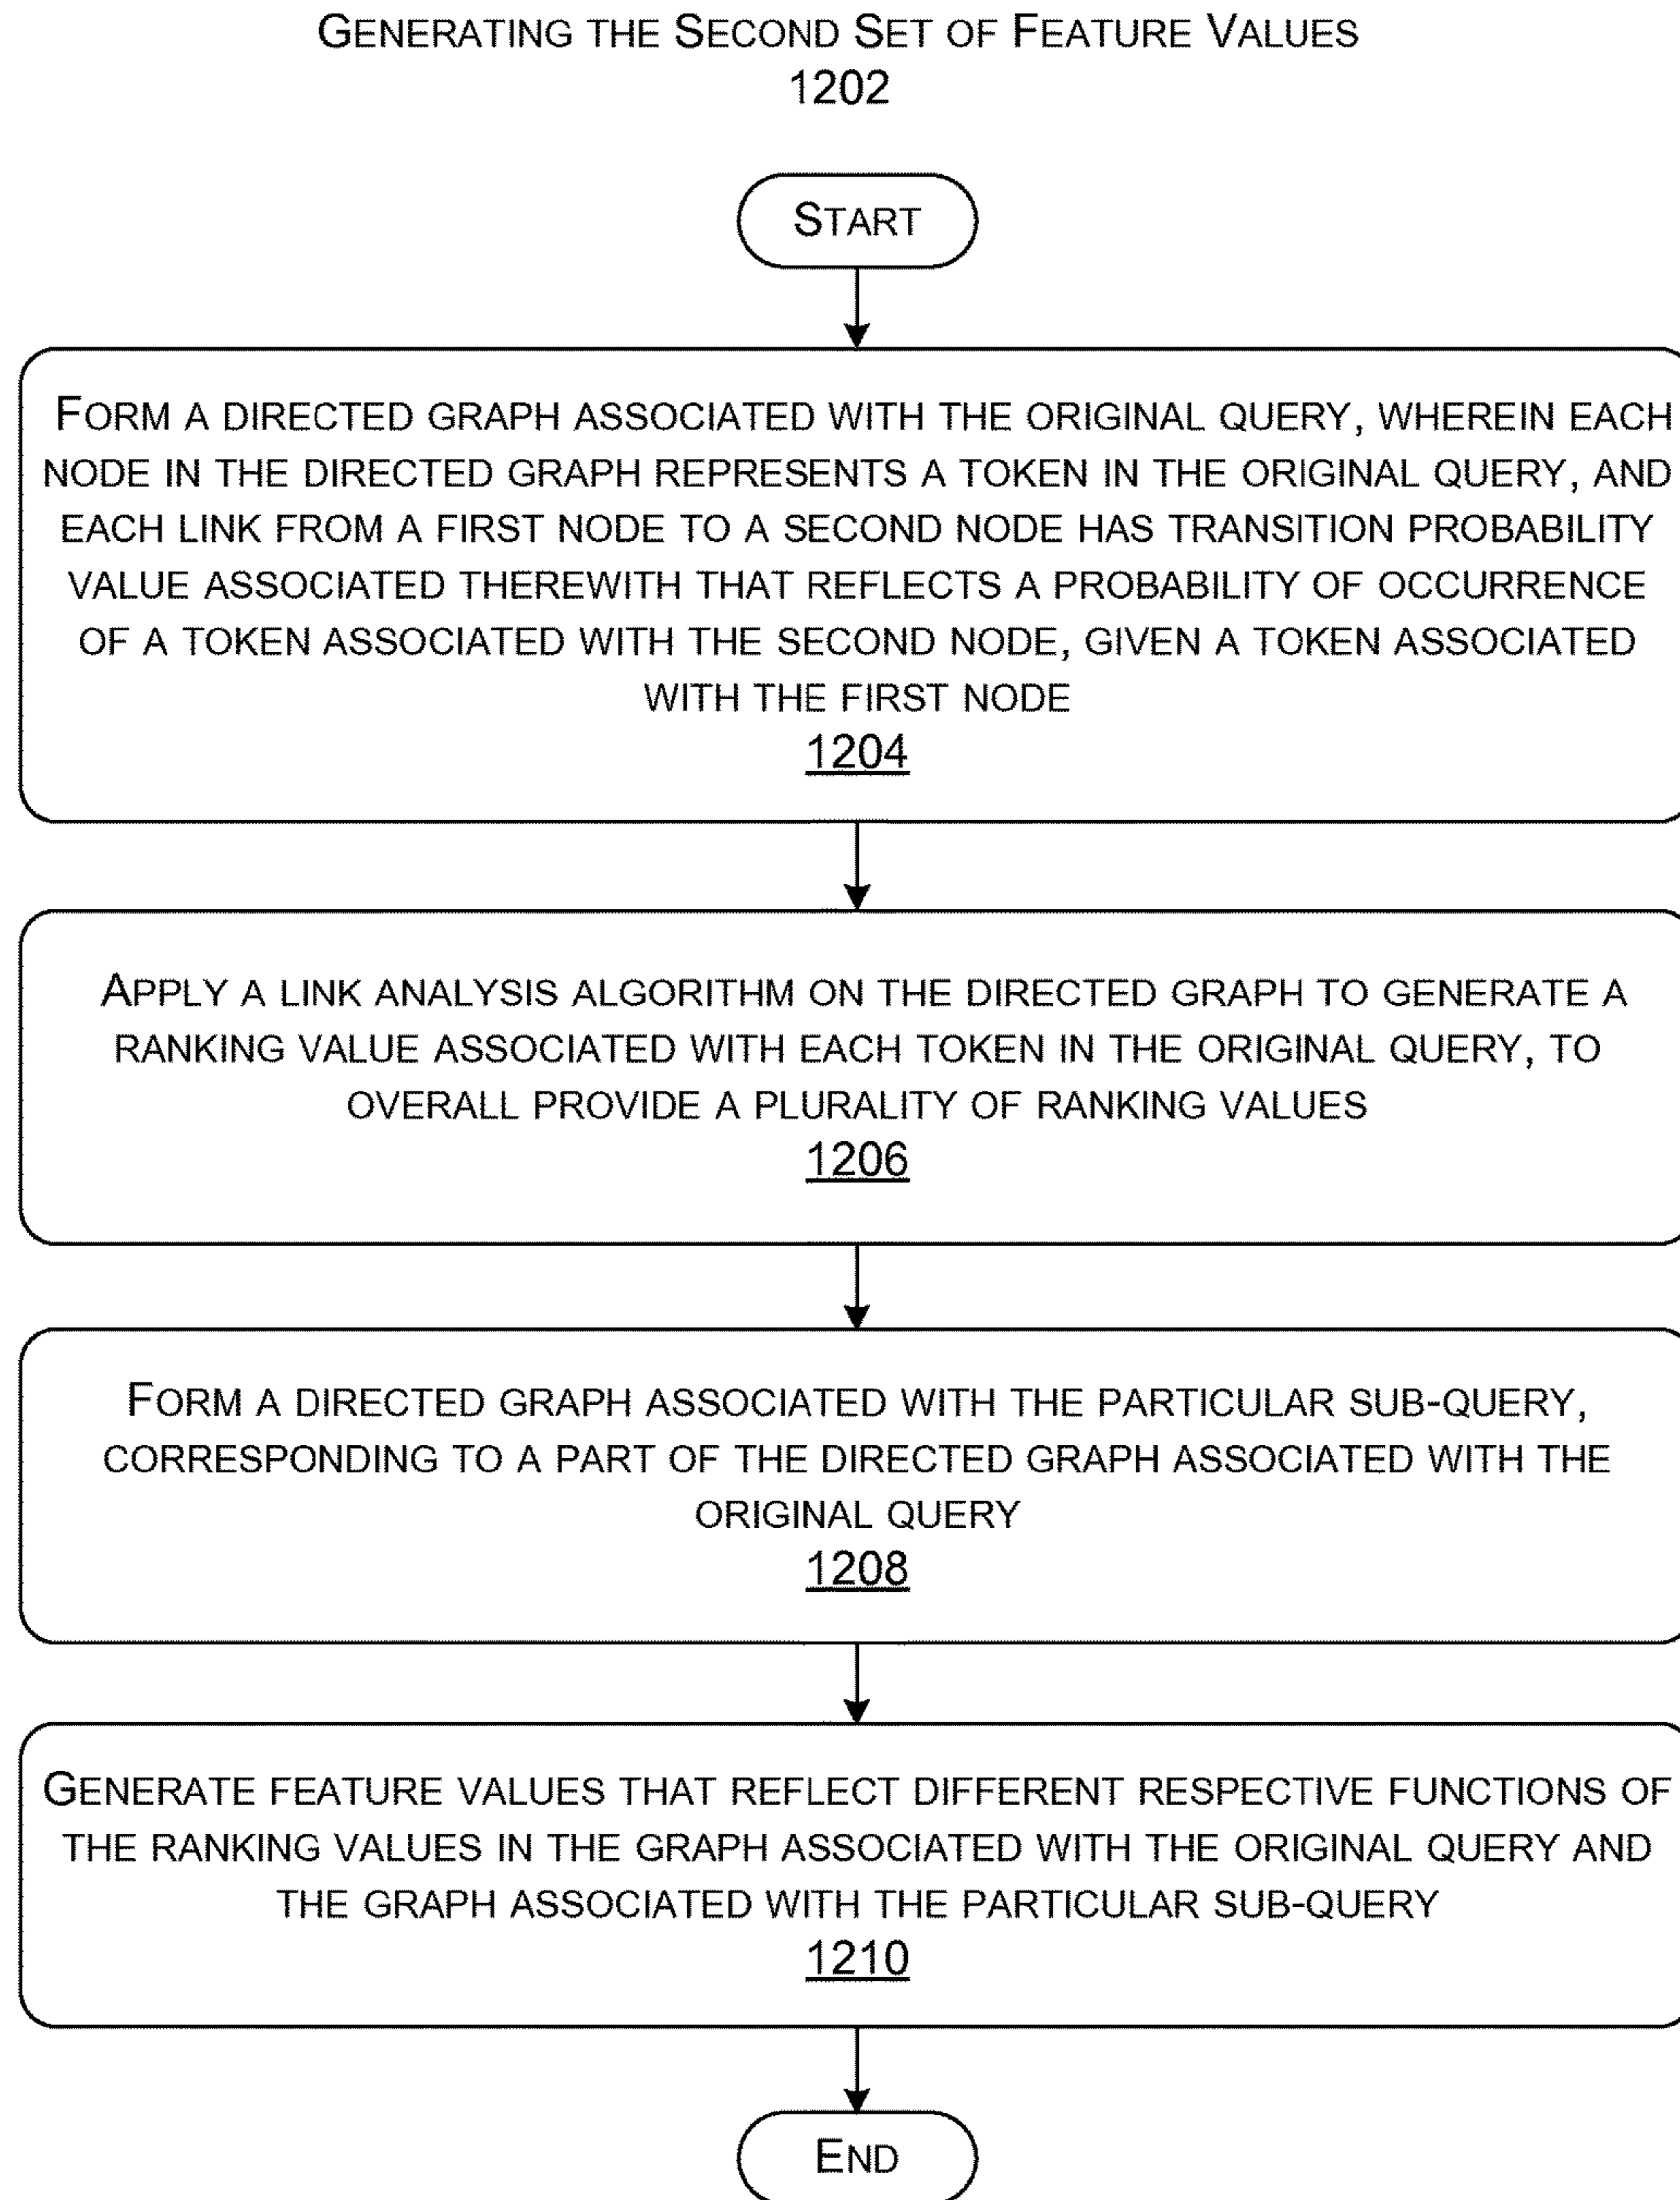 GENERATING THE SECOND SET OF FEATURE VALUES
1202
START
FORM A DIRECTED GRAPH ASSOCIATED WITH THE ORIGINAL QUERY, WHEREIN EACH
NODE IN THE DIRECTED GRAPH REPRESENTS A TOKEN IN THE ORIGINAL QUERY, AND
EACH LINK FROM A FIRST NODE TO A SECOND NODE HAS TRANSITION PROBABILITY
VALUE ASSOCIATED THEREWITH THAT REFLECTS A PROBABILITY OF OCCURRENCE
OF A TOKEN ASSOCIATED WITH THE SECOND NODE, GIVEN A TOKEN ASSOCIATED
WITH THE FIRST NODE
1204
APPLY A LINK ANALYSIS ALGORITHM ON THE DIRECTED GRAPH TO GENERATE A
RANKING VALUE ASSOCIATED WITH EACH TOKEN IN THE ORIGINAL QUERY, TO
OVERALL PROVIDE A PLURALITY OF RANKING VALUES
1206
FORM A DIRECTED GRAPH ASSOCIATED WITH THE PARTICULAR SUB-QUERY,
CORRESPONDING TO A PART OF THE DIRECTED GRAPH ASSOCIATED WITH THE
ORIGINAL QUERY
1208
GENERATE FEATURE VALUES THAT REFLECT DIFFERENT RESPECTIVE FUNCTIONS OF
THE RANKING VALUES IN THE GRAPH ASSOCIATED WITH THE ORIGINAL QUERY AND
THE GRAPH ASSOCIATED WITH THE PARTICULAR SUB-QUERY
1210
END